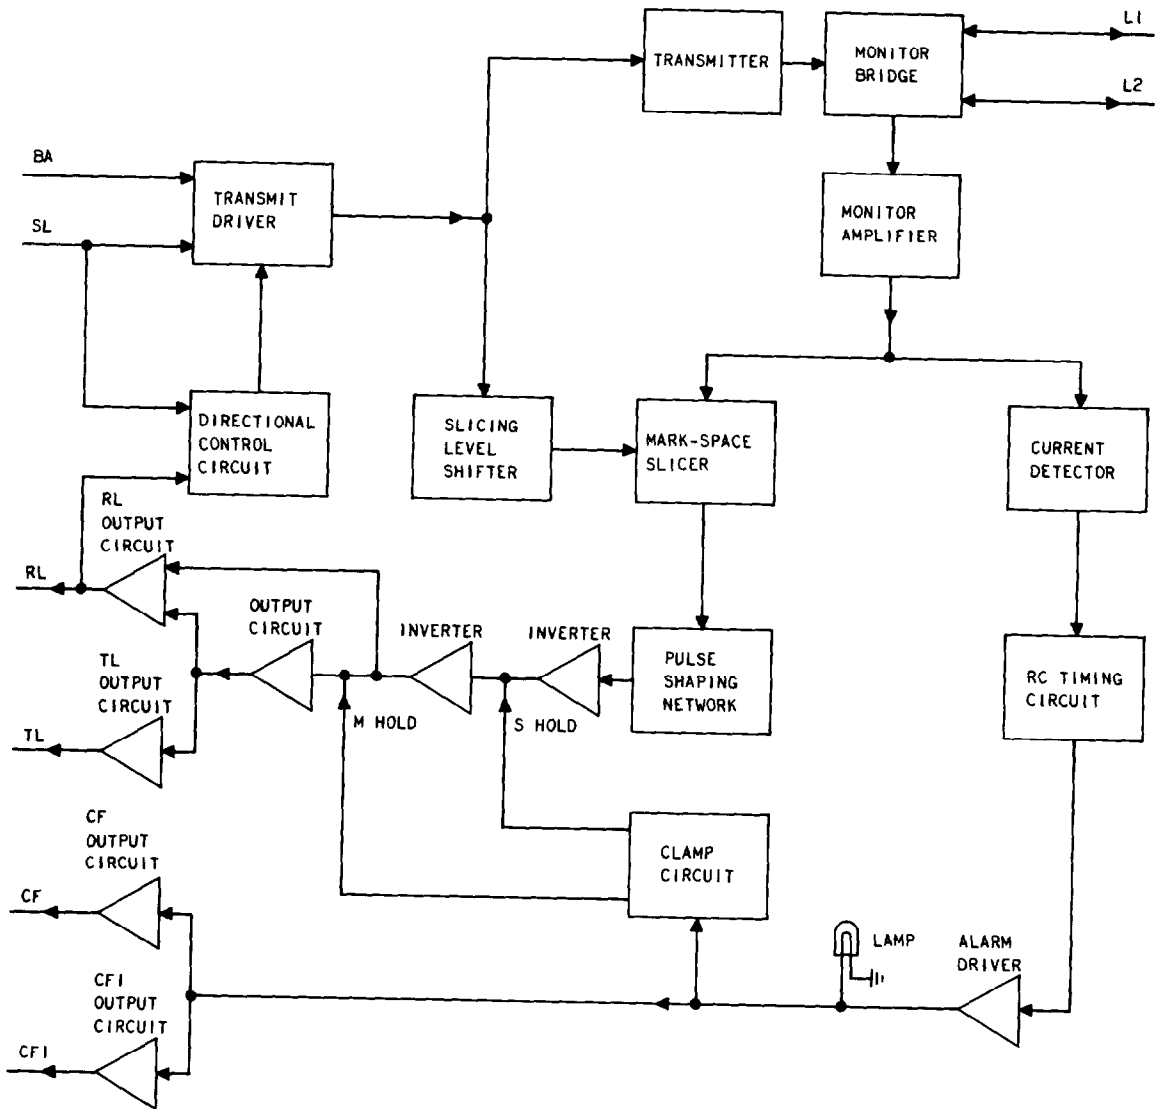 L1
TRANSMITTER
MONITOR
BRIDGE
L2
BA
TRANSMIT
DRIVER
SL
MONITOR
AMPLIFIER
DIRECTIONAL
CONTROL
CIRCUIT
SLICING
LEVEL
SHIFTER
MARK-SPACE
SLICER
CURRENT
DETECTOR
RL
OUTPUT
CIRCUIT
RL
OUTPUT
CIRCUIT
INVERTER
INVERTER
PULSE
SHAPING
NETWORK
RC TIMING
CIRCUIT
TL
OUTPUT
CIRCUIT
M HOLD
S HOLD
TL
CF
OUTPUT
CIRCUIT
CLAMP
CIRCUIT
CF
LAMP
ALARM
DRIVER
CFI
OUTPUT
CIRCUIT
CFI